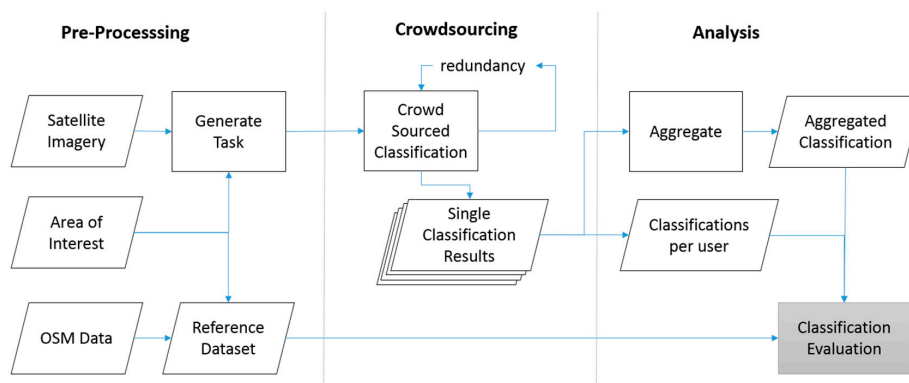 Pre-Processsing
Crowdsourcing
Analysis
redundancy
Satellite
Imagery
Generate
Task
Crowd
Sourced
Classification
Aggregate
Aggregated
Classification
Area of
Interest
Single
Classification
Results
Classifications
per user
OSM Data
Reference
Dataset
Classification
Evaluation